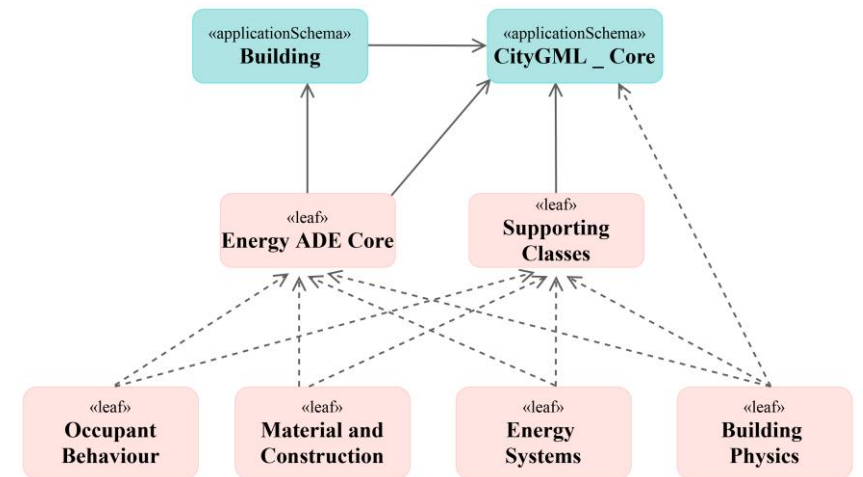 «applicationSchema»
Building
«applicationSchema»
CityGML _ Core
«leaf»
Energy ADE Core
«leaf»
Supporting
Classes
«leaf»
Occupant
Behaviour
«leaf»
Material and
Construction
«leaf»
Energy
Systems
«leaf»
Building
Physics